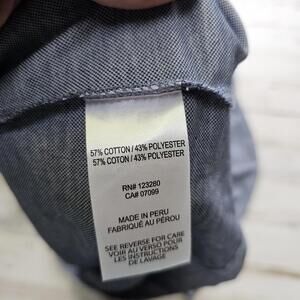 57% COTTON / 43% POLYESTER
57% COTON / 43% POLYESTER
RN# 123280
CA# 07099
MADE IN PERU
FABRIQUÉ AU PÉROU
SEE REVERSE FOR CARE
VOIR AU VERSO POUR
LES INSTRUCTIONS
DE LAVAGE